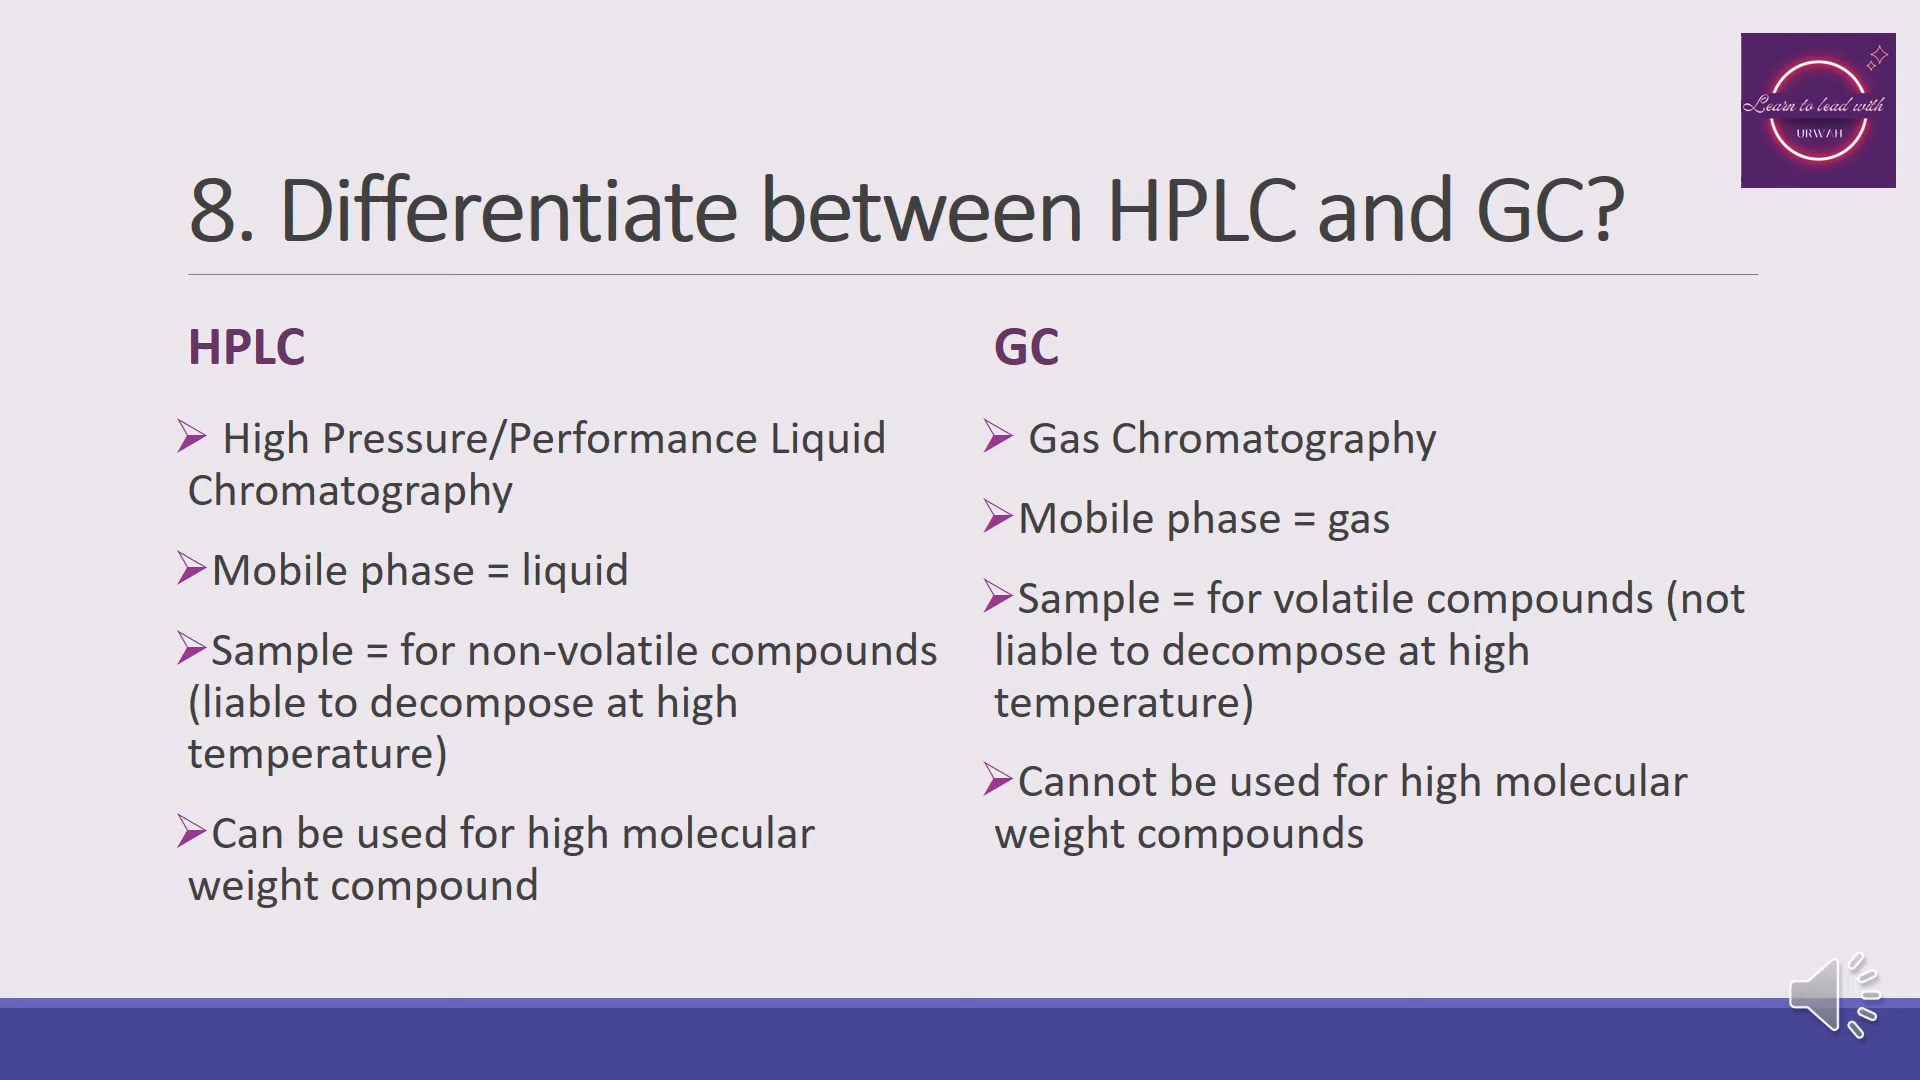 Learn to lead with
URWAH
8. Differentiate between HPLC and GC?
HPLC
High Pressure/Performance Liquid
Chromatography
Mobile phase = liquid
Sample = for non-volatile compounds
(liable to decompose at high
temperature)
Can be used for high molecular
weight compound
GC
Gas Chromatography
Mobile phase = gas
Sample = for volatile compounds (not
liable to decompose at high
temperature)
Cannot be used for high molecular
weight compounds